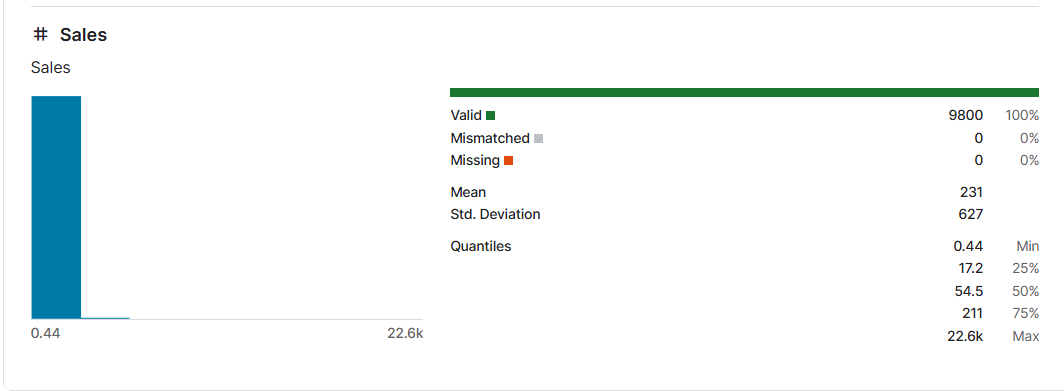 # Sales
Sales
0.44 22.6k
Valid 9800 100%
Mismatched 0 0%
Missing 0 0%
Mean 231
Std. Deviation 627
Quantiles 0.44 Min
17.2 25%
54.5 50%
211 75%
22.6k Max